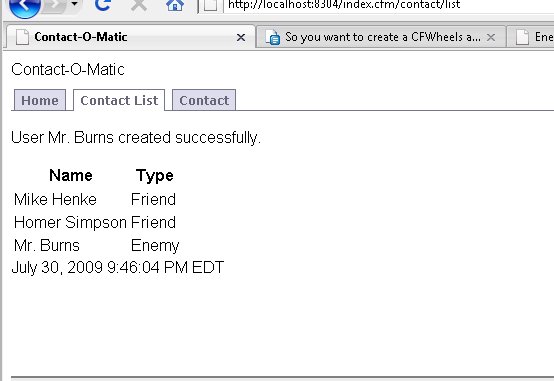 http://localhost:8304/index.cfm/contact/list
Contact-O-Matic
So you want to create a CFWheels a...
Ene
Contact-O-Matic
Home
Contact List
Contact
User Mr. Burns created successfully.
Name Type
Mike Henke Friend
Homer Simpson Friend
Mr. Burns Enemy
July 30, 2009 9:46:04 PM EDT